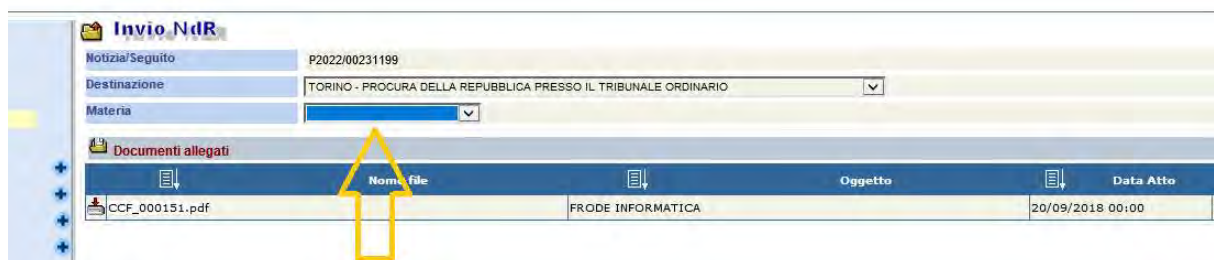 Invio NdR
Notizia/Seguito P2022/00231199
Destinazione TORINO - PROCURA DELLA REPUBBLICA PRESSO IL TRIBUNALE ORDINARIO
Materia
Documenti allegati
Nome file Oggetto Data Atto
CCF_000151.pdf FRODE INFORMATICA 20/09/2018 00:00